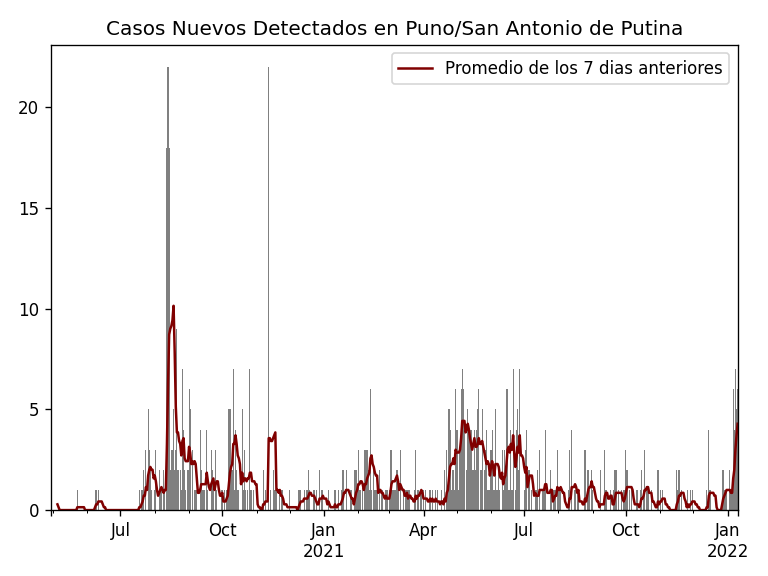 Casos Nuevos Detectados en Puno/San Antonio de Putina
Promedio de los 7 dias anteriores
20
15
10
5
0
Jul
Oct
Jan
2021
Apr
Jul
Oct
Jan
2022